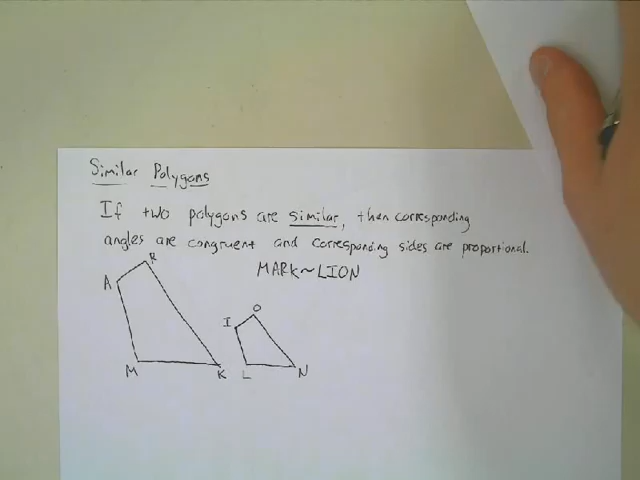 Similar Polygons
If two polygons are similar, then corresponding
angles are congruent and corresponding sides are proportional.
MARK~LION
R
A
M
K
O
I
L
N